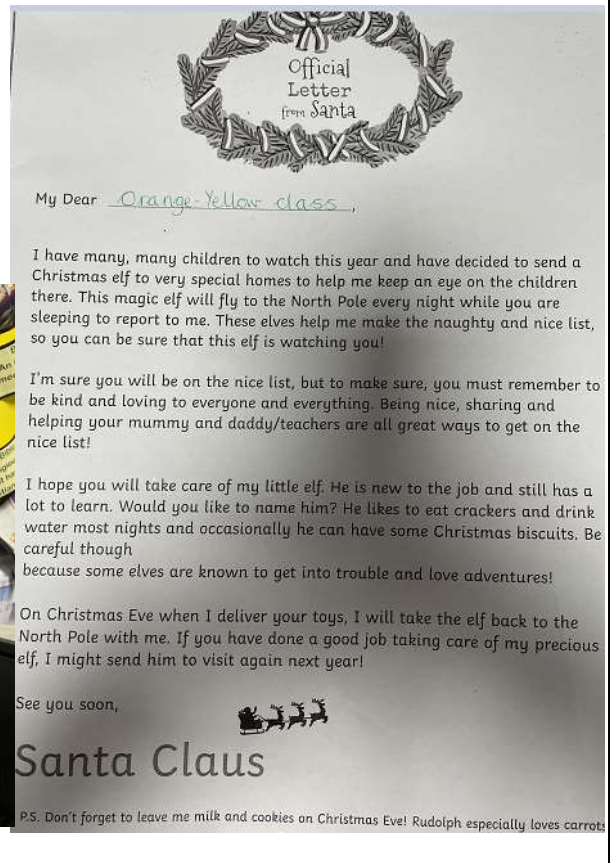 Official
Letter
from Santa
My Dear Orange-Yellow class,
I have many, many children to watch this year and have decided to send a
Christmas elf to very special homes to help me keep an eye on the children
there. This magic elf will fly to the North Pole every night while you are
sleeping to report to me. These elves help me make the naughty and nice list,
so you can be sure that this elf is watching you!
I'm sure you will be on the nice list, but to make sure, you must remember to
be kind and loving to everyone and everything. Being nice, sharing and
helping your mummy and daddy/teachers are all great ways to get on the
nice list!
I hope you will take care of my little elf. He is new to the job and still has a
lot to learn. Would you like to name him? He likes to eat crackers and drink
water most nights and occasionally he can have some Christmas biscuits. Be
careful though
because some elves are known to get into trouble and love adventures!
On Christmas Eve when I deliver your toys, I will take the elf back to the
North Pole with me. If you have done a good job taking care of my precious
elf, I might send him to visit again next year!
See you soon,
Santa Claus
P.S. Don't forget to leave me milk and cookies on Christmas Eve! Rudolph especially loves carrots